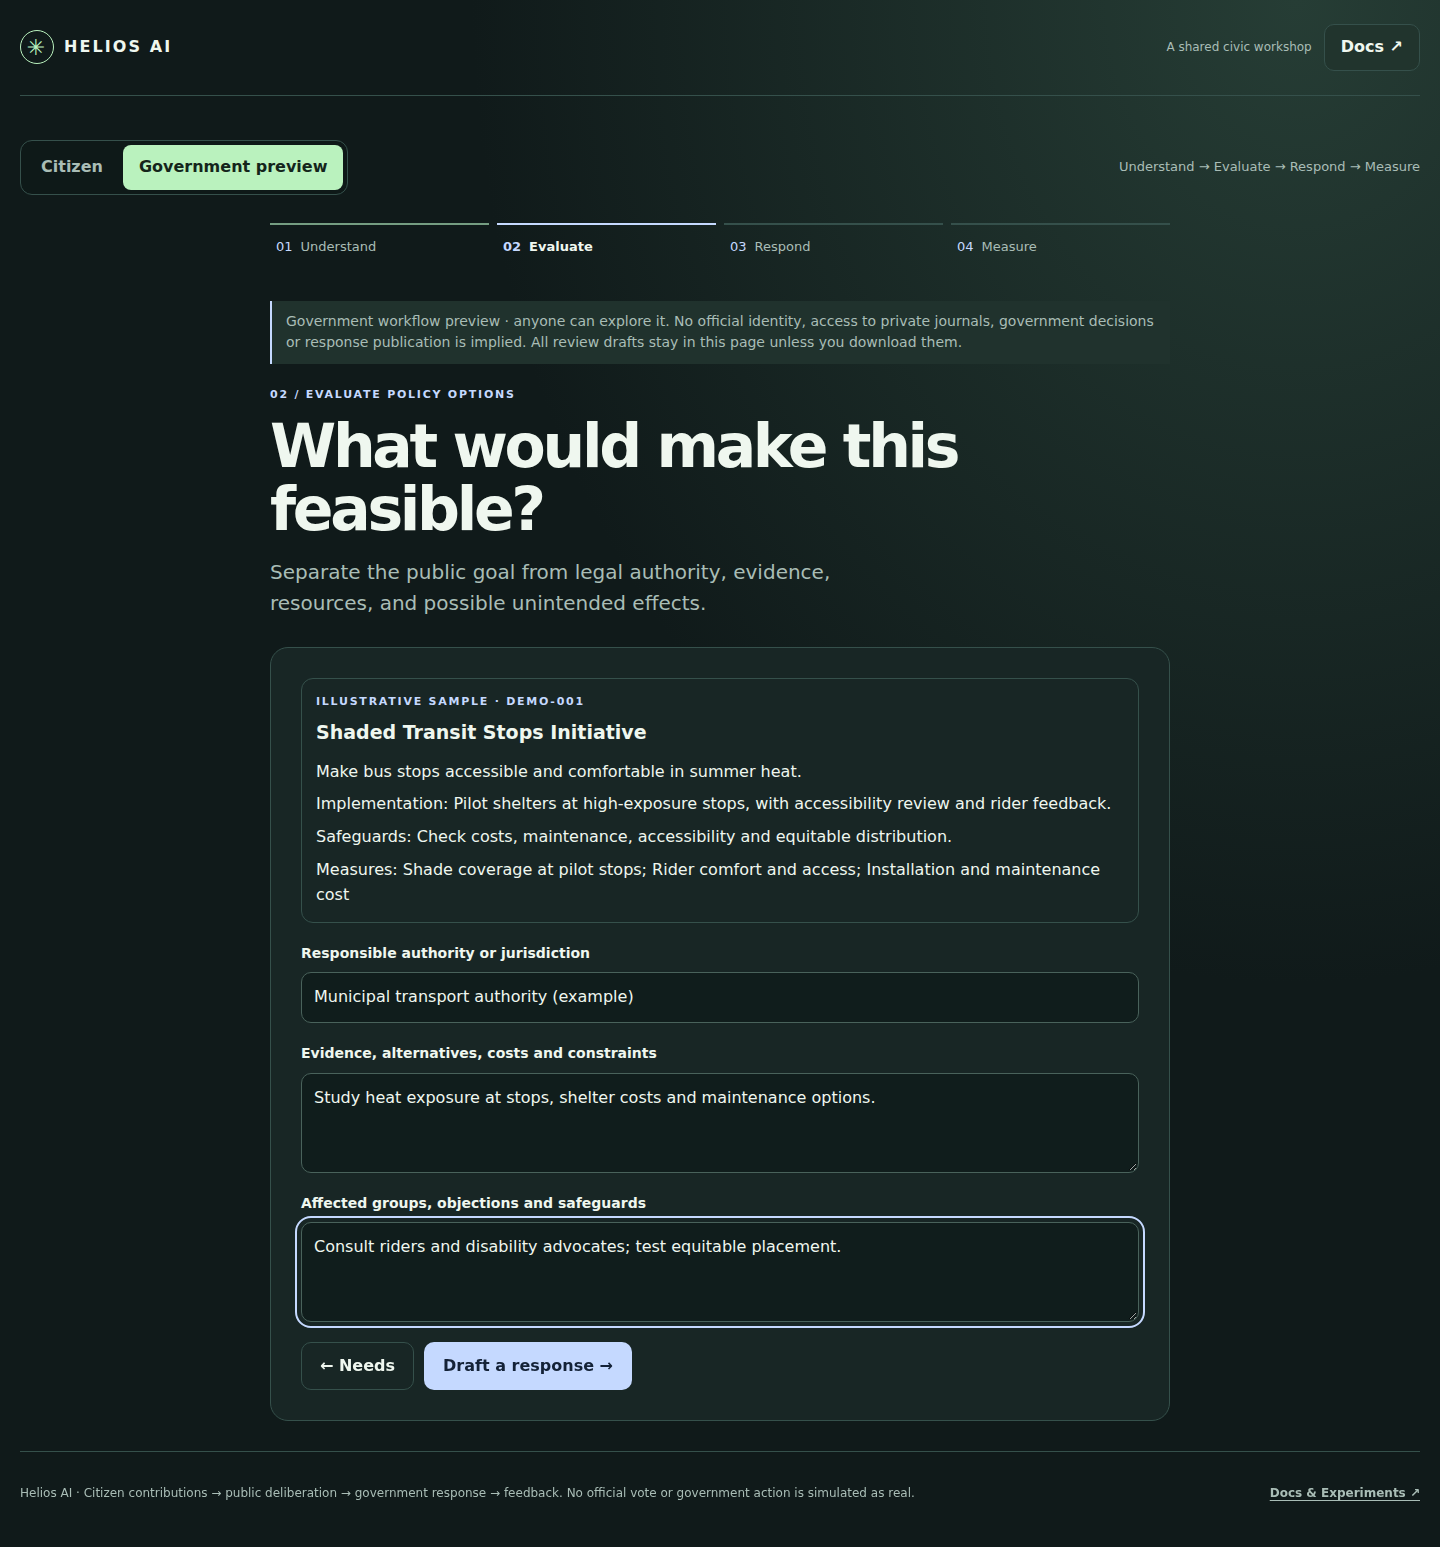 HELIOS AI
A shared civic workshop
Docs ↗
Citizen
Government preview
Understand → Evaluate → Respond → Measure
01 Understand
02 Evaluate
03 Respond
04 Measure
Government workflow preview · anyone can explore it. No official identity, access to private journals, government decisions
or response publication is implied. All review drafts stay in this page unless you download them.
02 / EVALUATE POLICY OPTIONS
What would make this
feasible?
Separate the public goal from legal authority, evidence,
resources, and possible unintended effects.
ILLUSTRATIVE SAMPLE · DEMO-001
Shaded Transit Stops Initiative
Make bus stops accessible and comfortable in summer heat.
Implementation: Pilot shelters at high-exposure stops, with accessibility review and rider feedback.
Safeguards: Check costs, maintenance, accessibility and equitable distribution.
Measures: Shade coverage at pilot stops; Rider comfort and access; Installation and maintenance
cost
Responsible authority or jurisdiction
Municipal transport authority (example)
Evidence, alternatives, costs and constraints
Study heat exposure at stops, shelter costs and maintenance options.
Affected groups, objections and safeguards
Consult riders and disability advocates; test equitable placement.
← Needs
Draft a response →
Helios AI · Citizen contributions → public deliberation → government response → feedback. No official vote or government action is simulated as real.
Docs & Experiments ↗